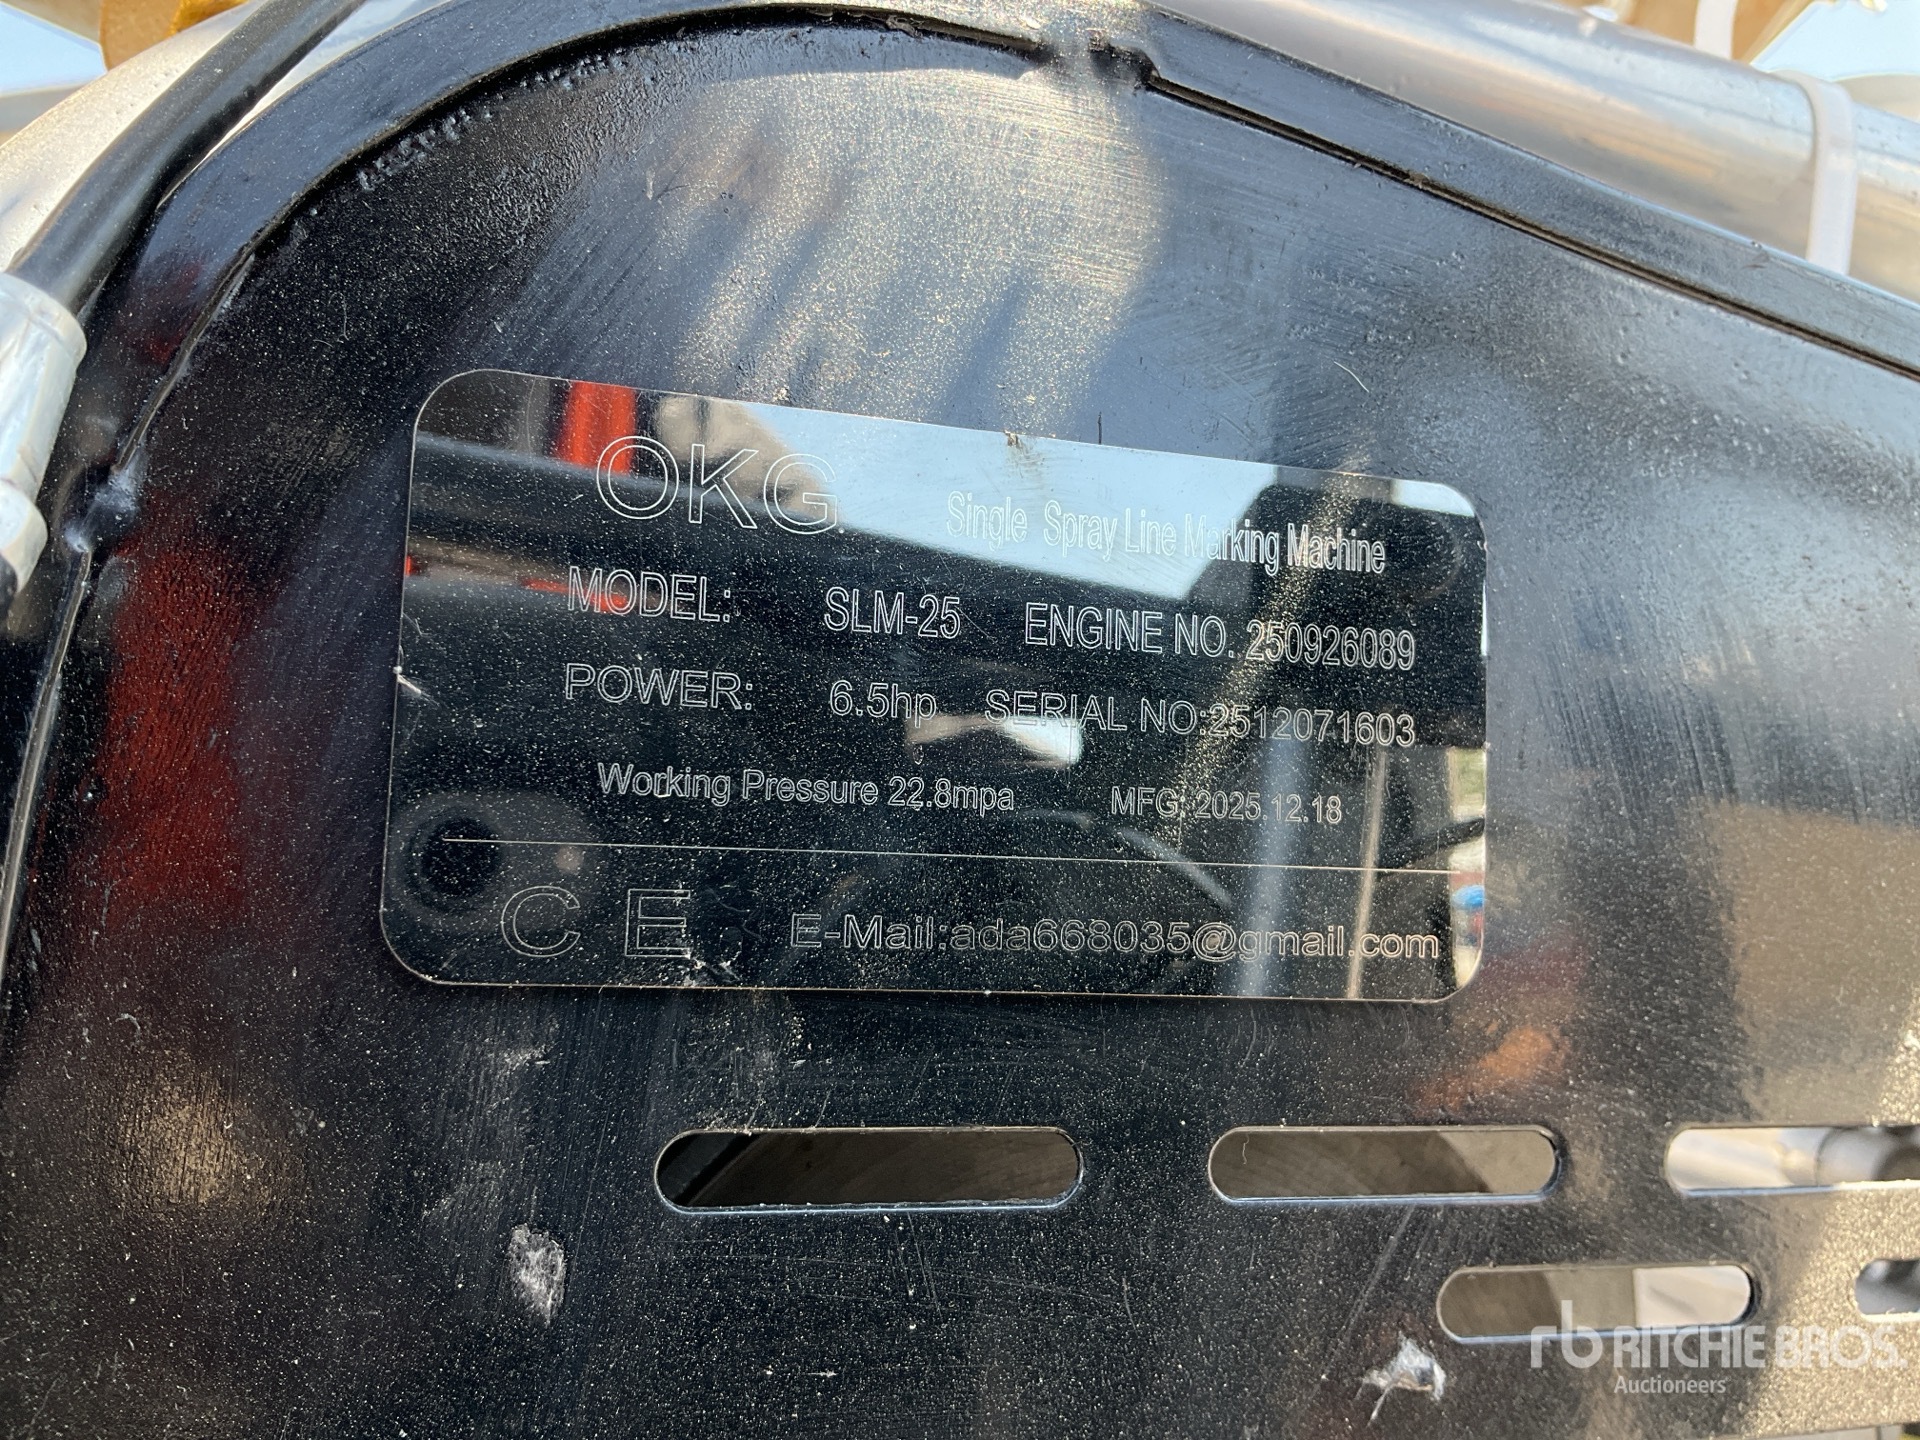 OKG Single Spray Line Marking Machine
MODEL: SLM-25 ENGINE NO. 250926089
POWER: 6.5hp SERIAL NO:2512071603
Working Pressure 22.8mpa MFG: 2025.12.18
CE E-Mail:ada668035@gmail.com
rb RITCHIE BROS.
Auctioneers